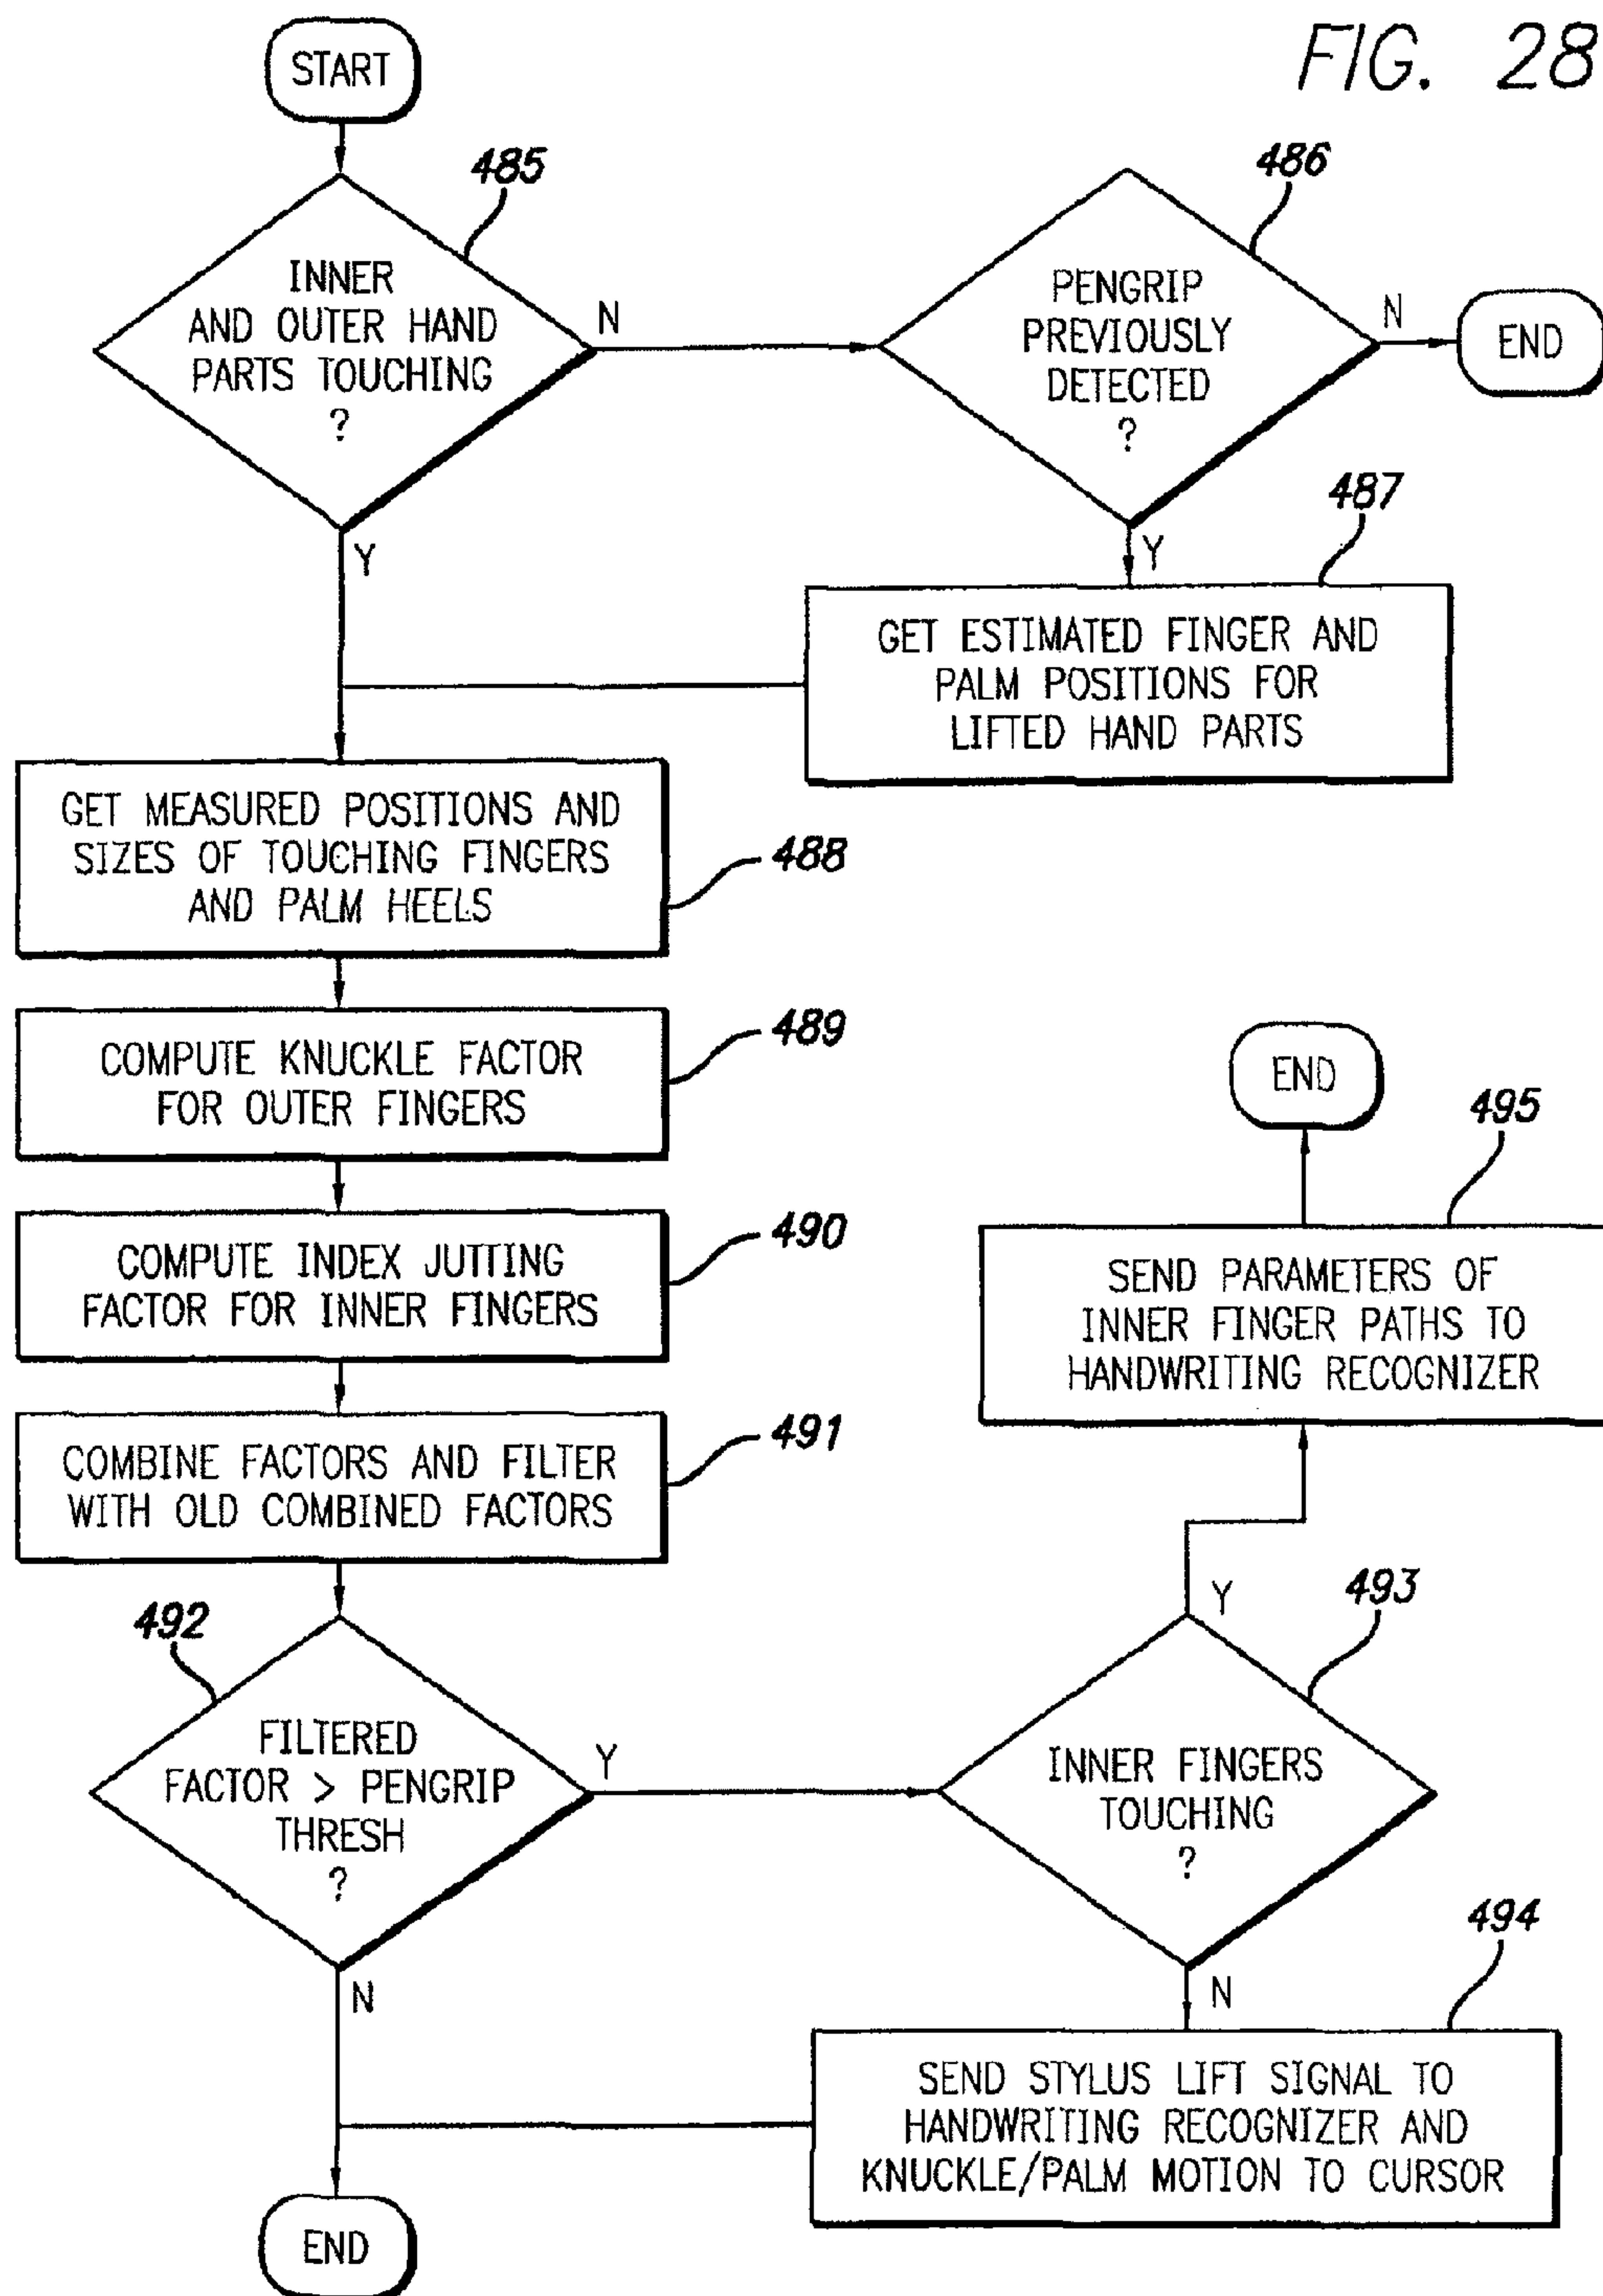 FIG. 28
START
485
INNER
AND OUTER HAND
PARTS TOUCHING
?
N
Y
486
PENGRIP
PREVIOUSLY
DETECTED
?
N
END
Y
487
GET ESTIMATED FINGER AND
PALM POSITIONS FOR
LIFTED HAND PARTS
GET MEASURED POSITIONS AND
SIZES OF TOUCHING FINGERS
AND PALM HEELS
488
COMPUTE KNUCKLE FACTOR
FOR OUTER FINGERS
489
COMPUTE INDEX JUTTING
FACTOR FOR INNER FINGERS
490
COMBINE FACTORS AND FILTER
WITH OLD COMBINED FACTORS
491
492
FILTERED
FACTOR > PENGRIP
THRESH
?
Y
N
END
END
495
SEND PARAMETERS OF
INNER FINGER PATHS TO
HANDWRITING RECOGNIZER
Y
493
INNER FINGERS
TOUCHING
?
N
494
SEND STYLUS LIFT SIGNAL TO
HANDWRITING RECOGNIZER AND
KNUCKLE/PALM MOTION TO CURSOR